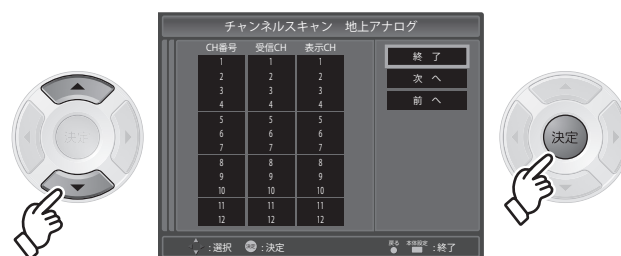 チャンネルスキャン 地上アナログ
CH番号 受信CH 表示CH
1 1 1
2 2 2
3 3 3
4 4 4
5 5 5
6 6 6
7 7 7
8 8 8
9 9 9
10 10 10
11 11 11
12 12 12
終 了
次 へ
前 へ
決定
決定
:選択 決定 :決定
戻る 本体設定 :終了